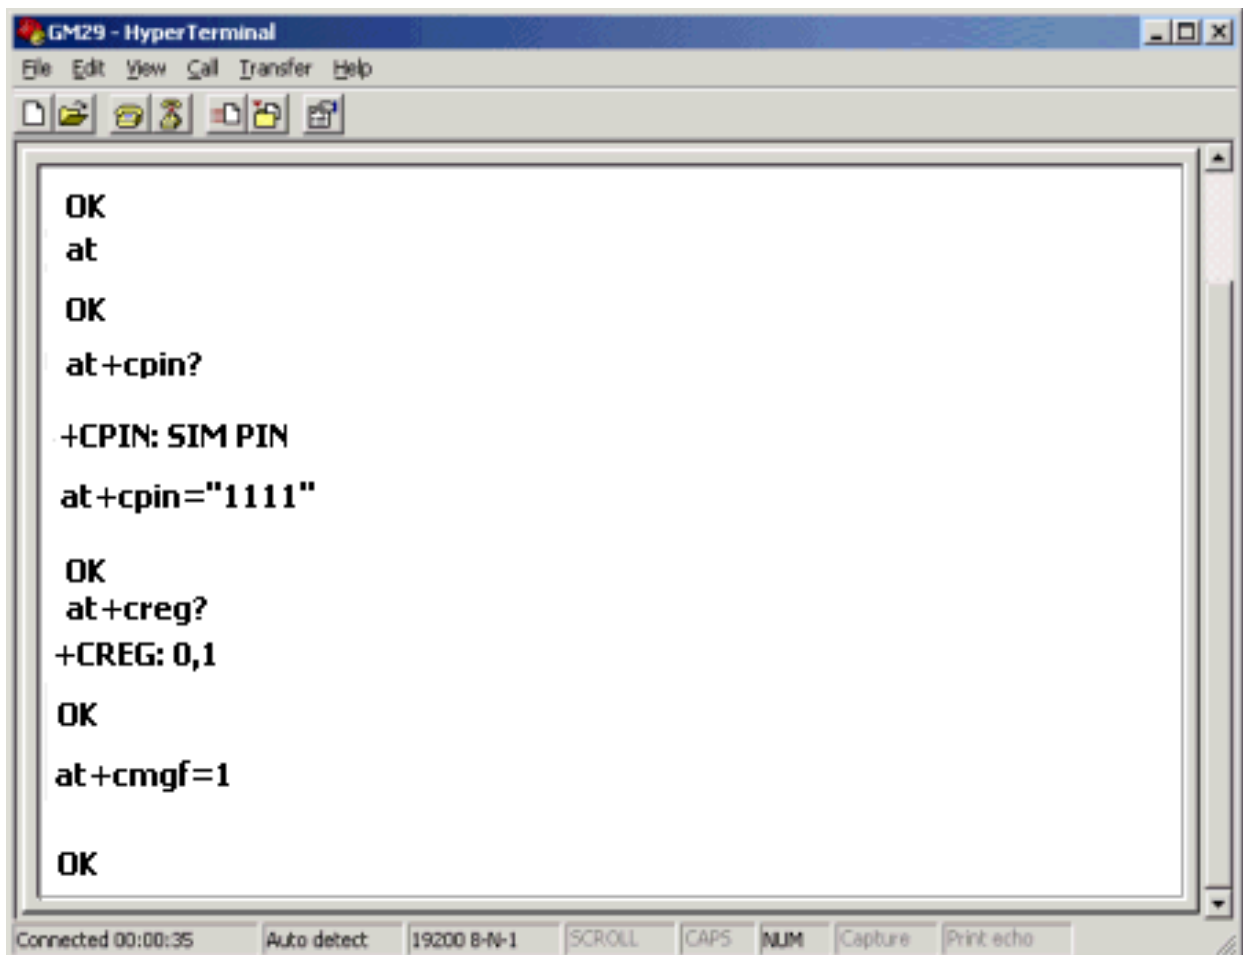 GM29 - HyperTerminal
File Edit View Call Transfer Help
OK
at
OK
at+cpin?
+CPIN: SIM PIN
at+cpin="1111"
OK
at+creg?
+CREG: 0,1
OK
at+cmgf=1
OK
Connected 00:00:35 Auto detect 19200 8-N-1 SCROLL CAPS NUM Capture Print echo